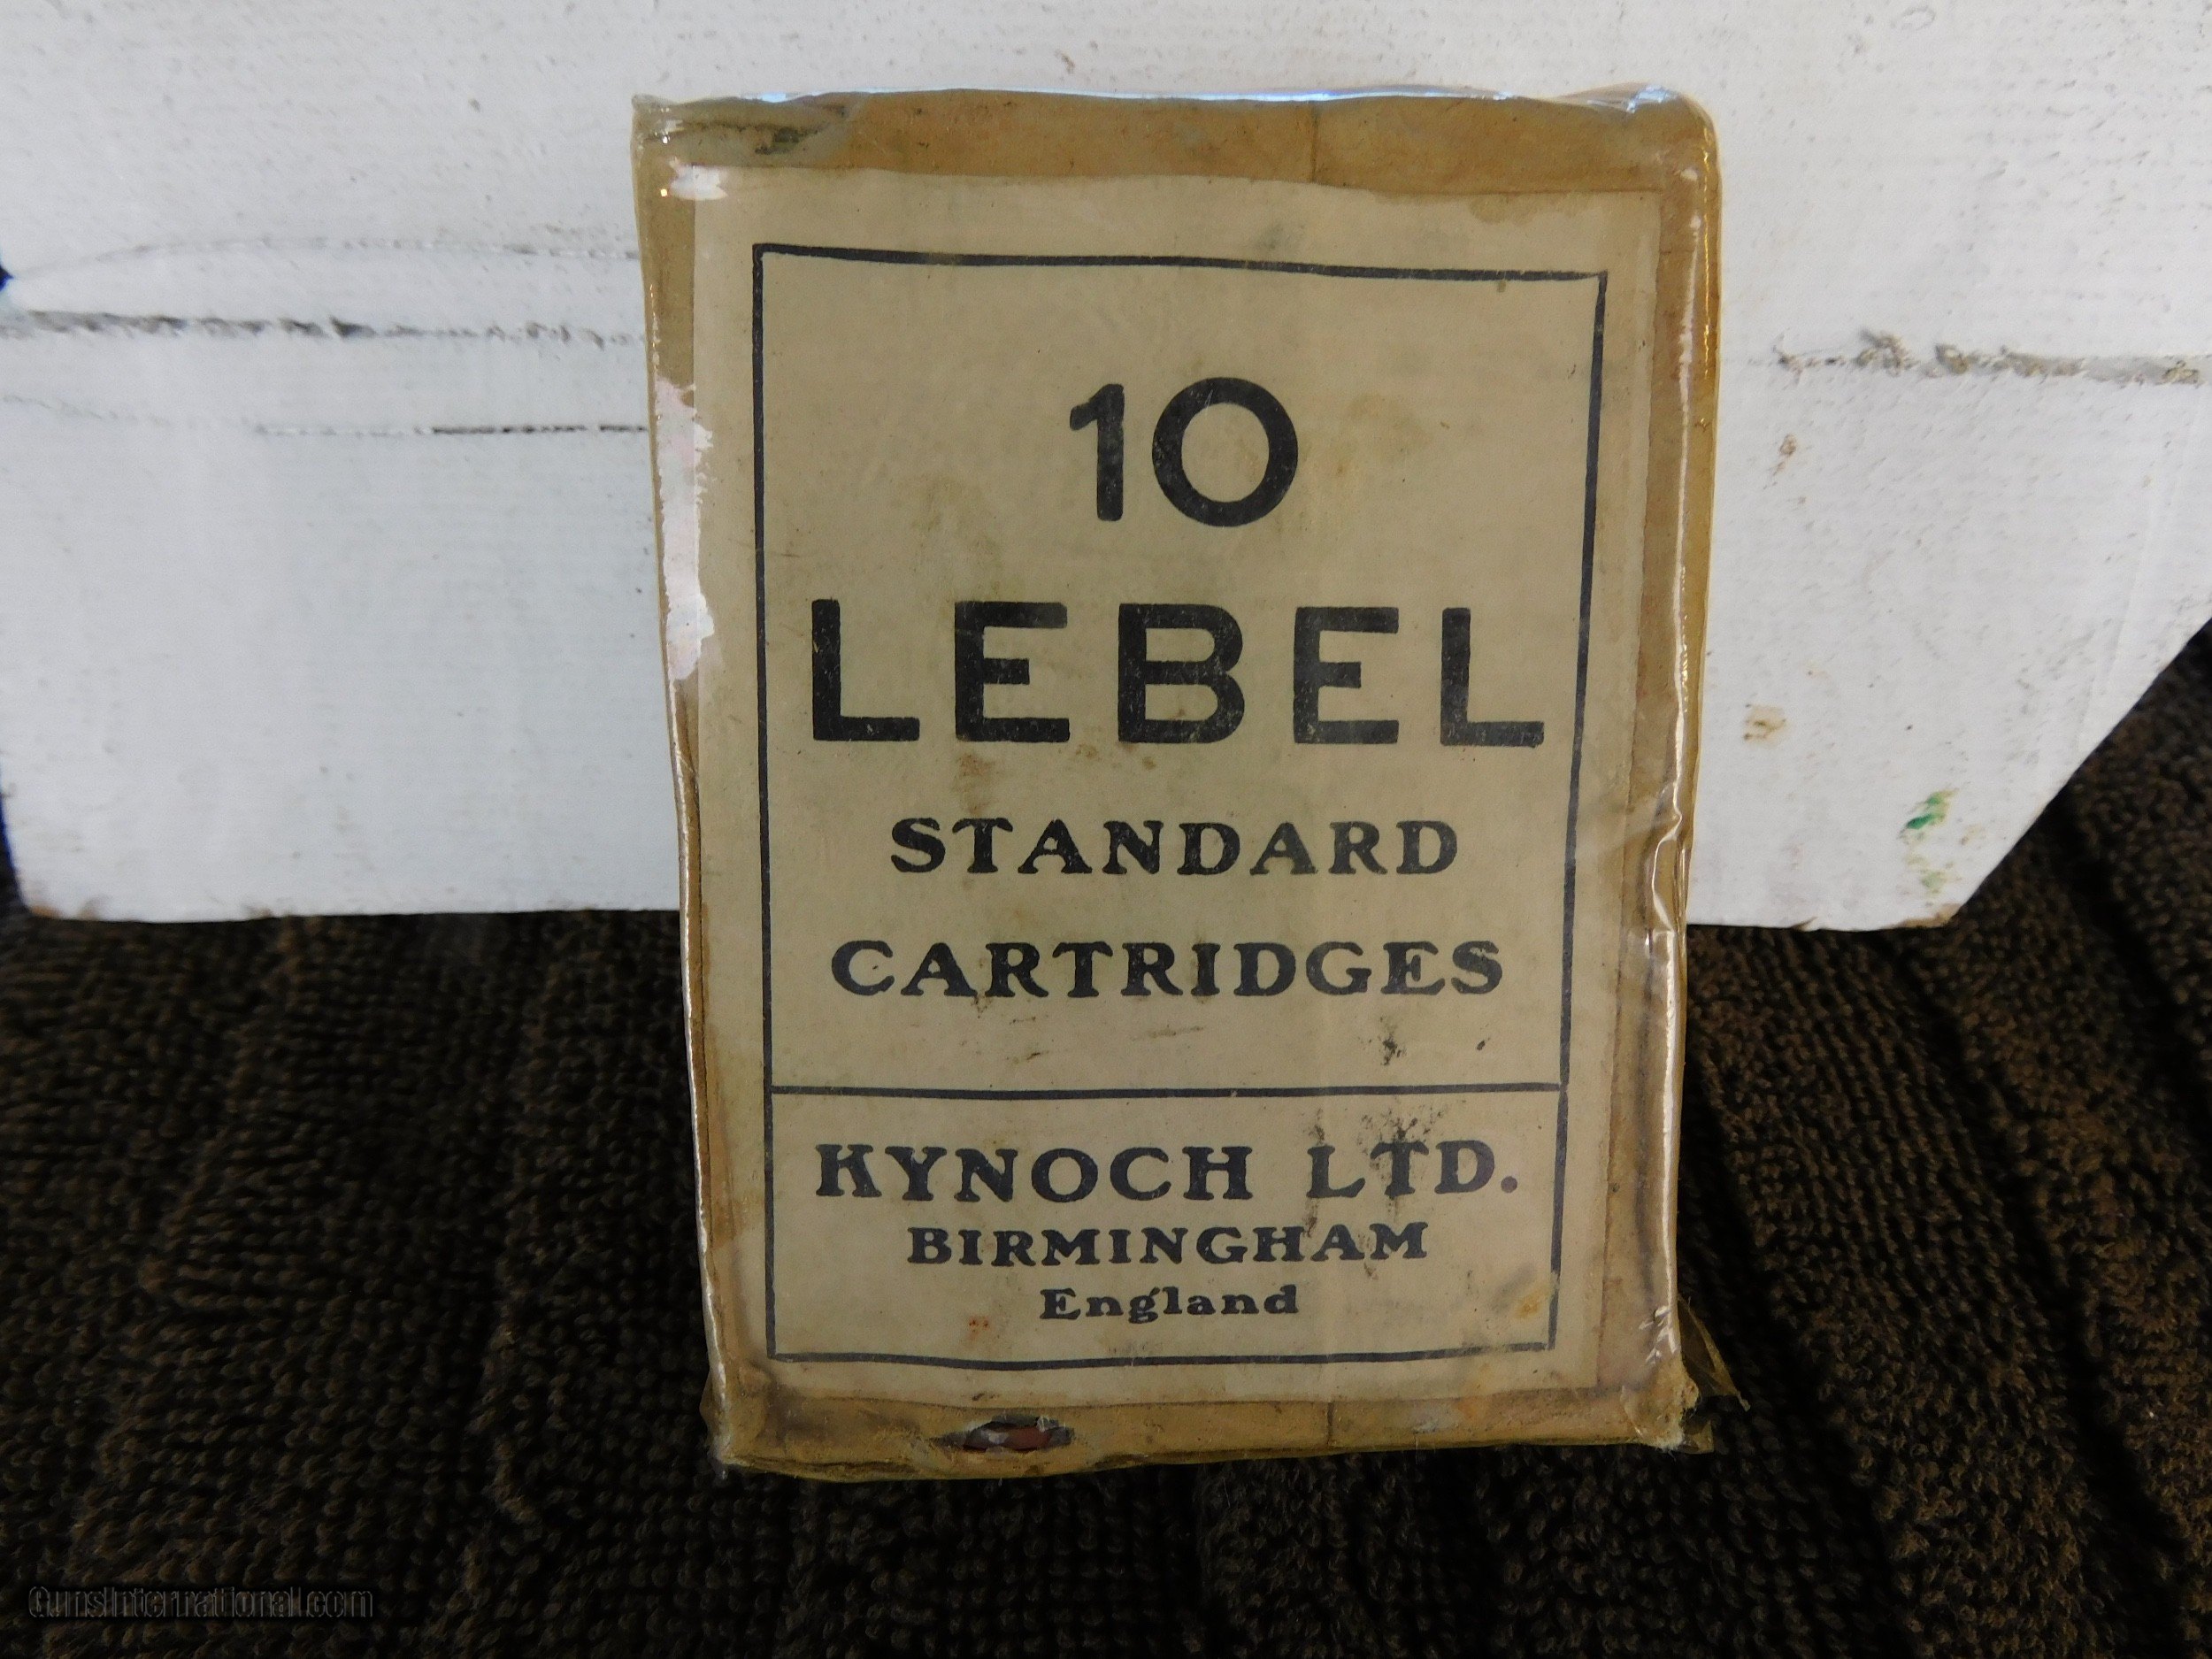 10
LEBEL
STANDARD
CARTRIDGES
KYNOCH LTD.
BIRMINGHAM
England
GunsInternational.com